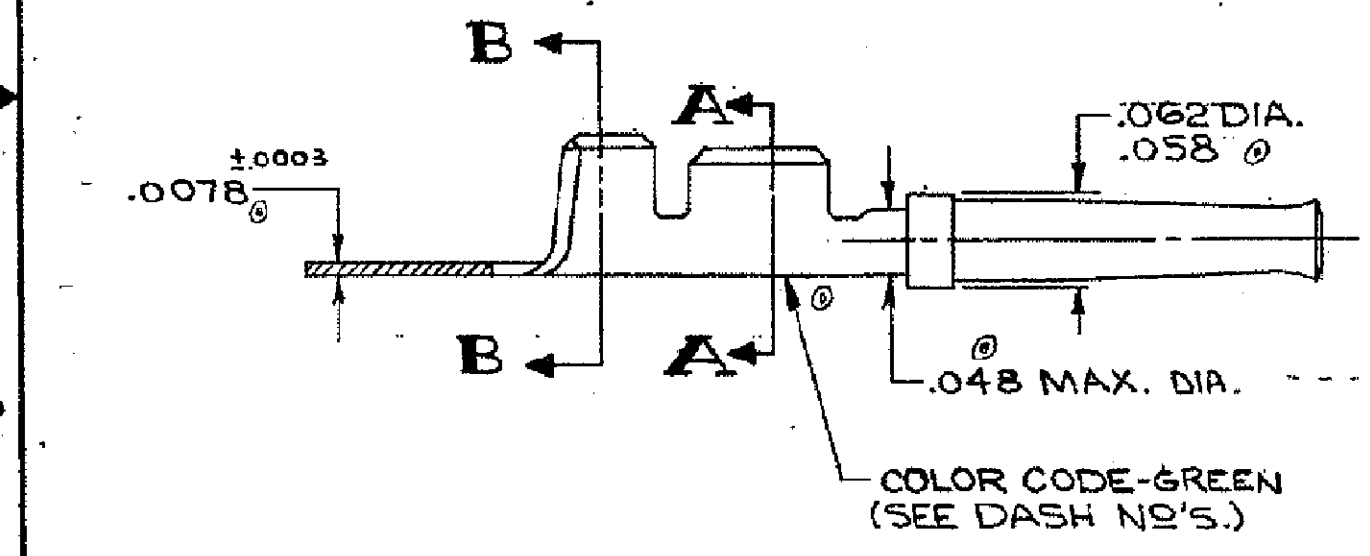 B
A
.062 DIA.
.058
±.0003
.0078
B
A
.048 MAX. DIA.
COLOR CODE-GREEN
(SEE DASH NO'S.)